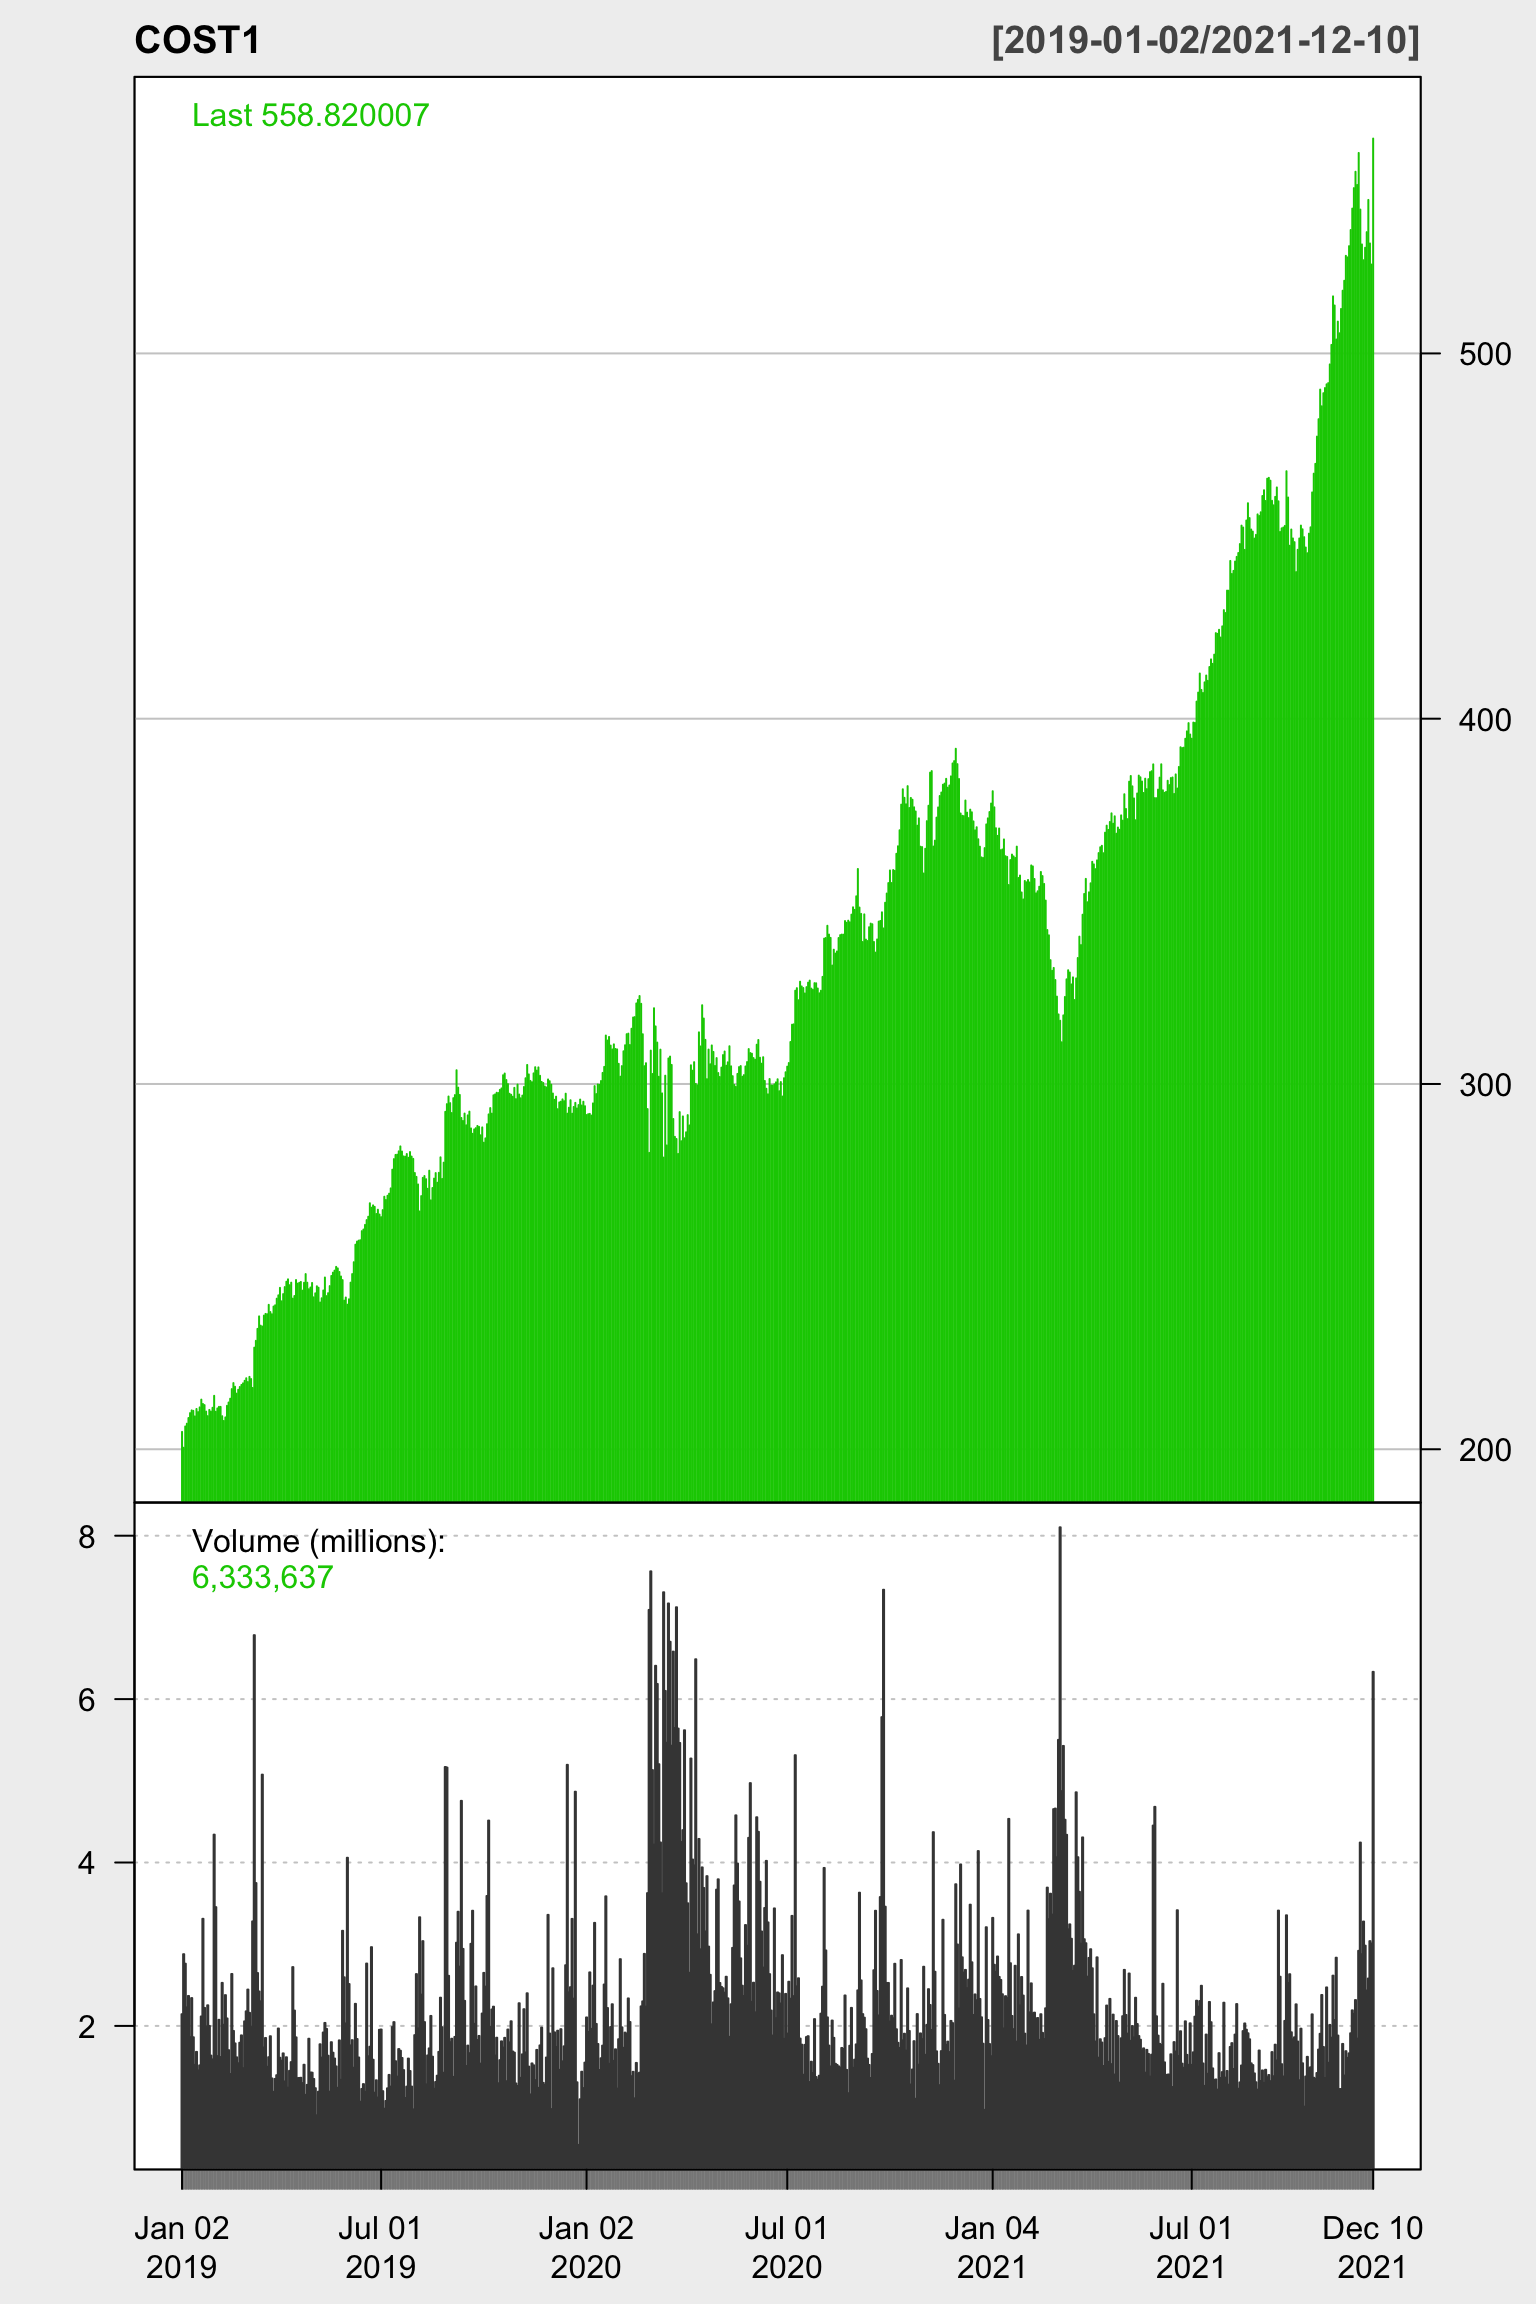 COST1 [2019-01-02/2021-12-10]
Last 558.820007
500
400
300
200
Volume (millions):
6,333,637
8
6
4
2
Jan 02 Jul 01 Jan 02 Jul 01 Jan 04 Jul 01 Dec 10
2019 2019 2020 2020 2021 2021 2021